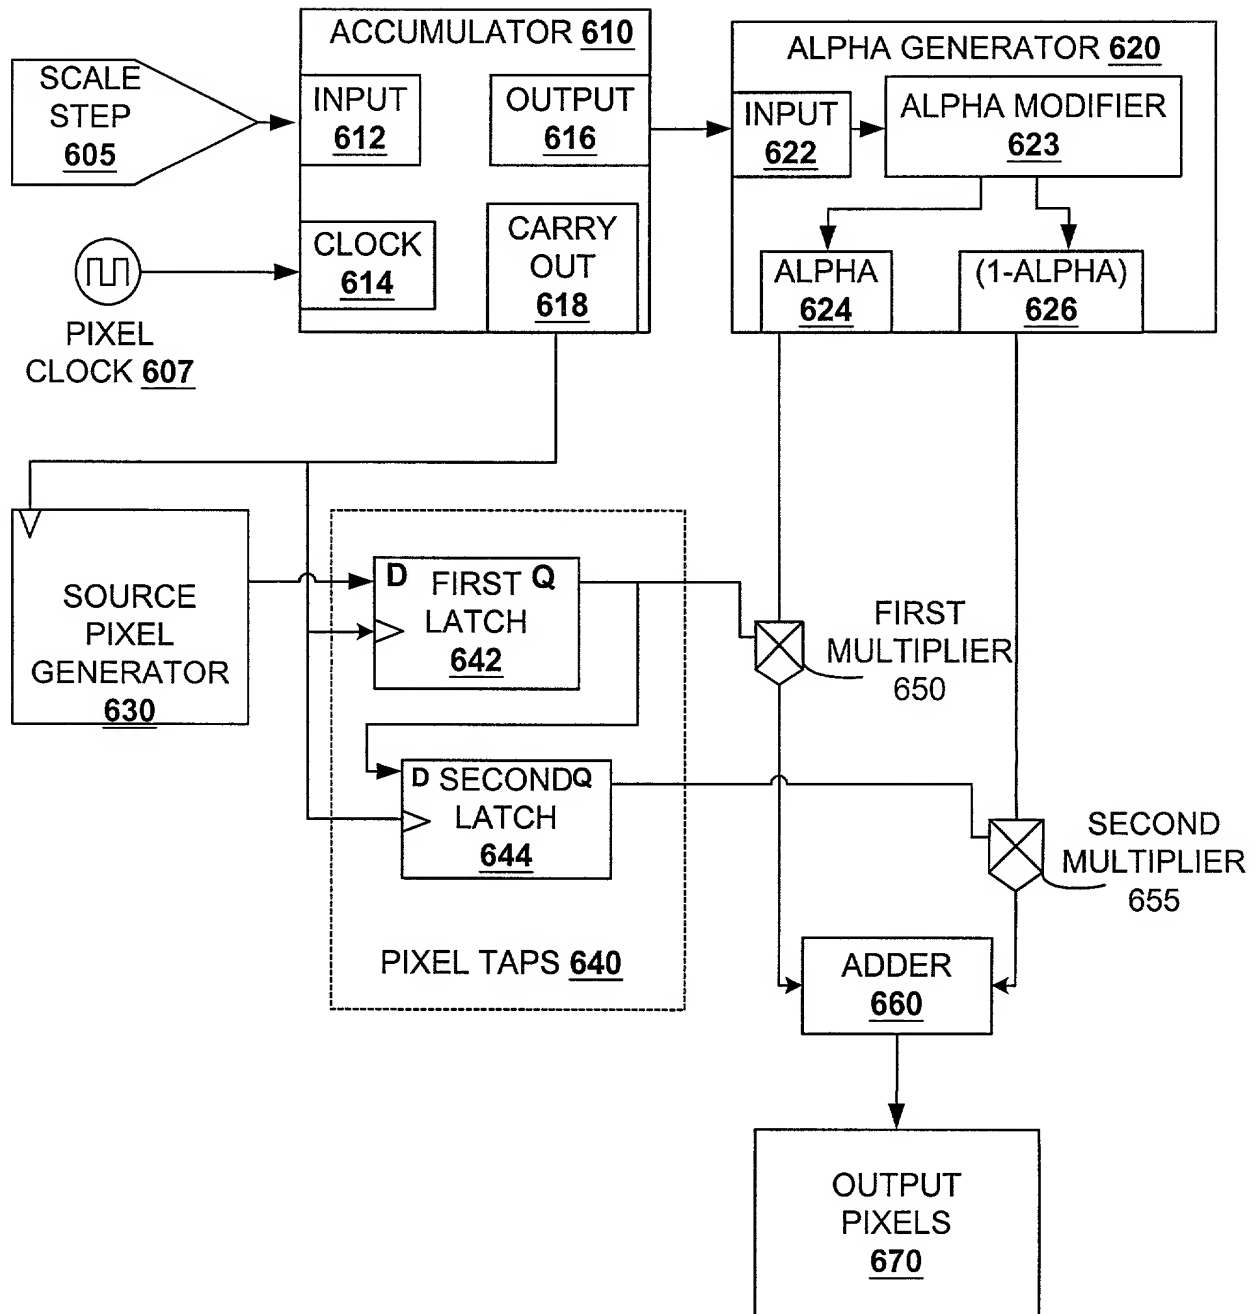 ACCUMULATOR 610
ALPHA GENERATOR 620
SCALE
STEP
605
INPUT
612
OUTPUT
616
INPUT
622
ALPHA MODIFIER
623
CLOCK
614
CARRY
OUT
618
ALPHA
624
(1-ALPHA)
626
PIXEL
CLOCK 607
SOURCE
PIXEL
GENERATOR
630
D FIRST Q
LATCH
642
FIRST
MULTIPLIER
650
D SECOND Q
LATCH
644
SECOND
MULTIPLIER
655
PIXEL TAPS 640
ADDER
660
OUTPUT
PIXELS
670